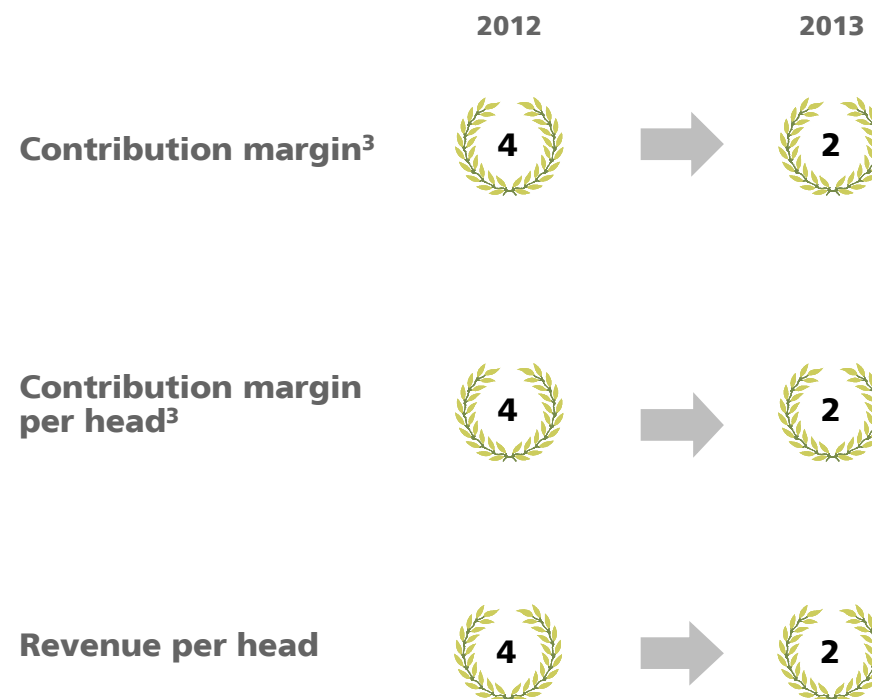 2012 2013
Contribution margin³ 4 2
Contribution margin
per head³ 4 2
Revenue per head 4 2